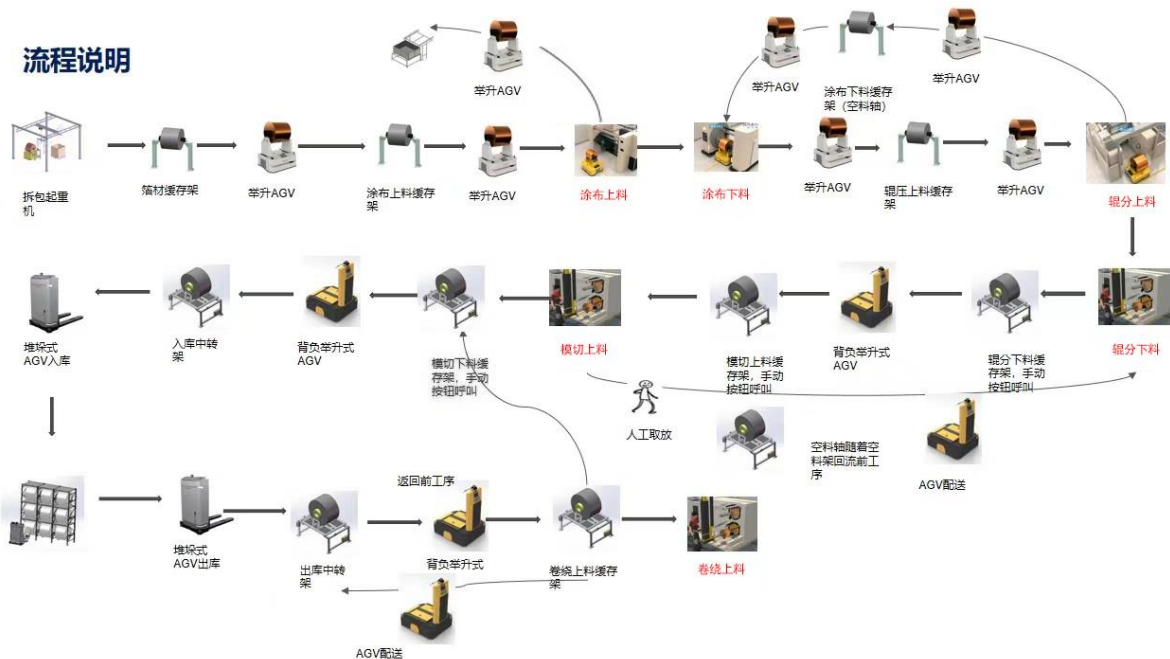 流程说明
举升AGV
举升AGV
涂布下料缓存
架（空料轴）
举升AGV
拆包起重
机
箔材缓存架
举升AGV
涂布上料缓存
架
举升AGV
涂布上料
涂布下料
举升AGV
辊压上料缓存
架
举升AGV
辊分上料
堆垛式
AGV入库
入库中转
架
背负举升式
AGV
模切下料缓
存架，手动
按钮呼叫
模切上料
模切上料缓
存架，手动
按钮呼叫
背负举升式
AGV
辊分下料缓
存架，手动
按钮呼叫
辊分下料
人工取放
空料轴随着空
料架回流前工
序
AGV配送
堆垛式
AGV出库
出库中转
架
返回前工序
背负举升式
卷绕上料缓存
架
卷绕上料
AGV配送